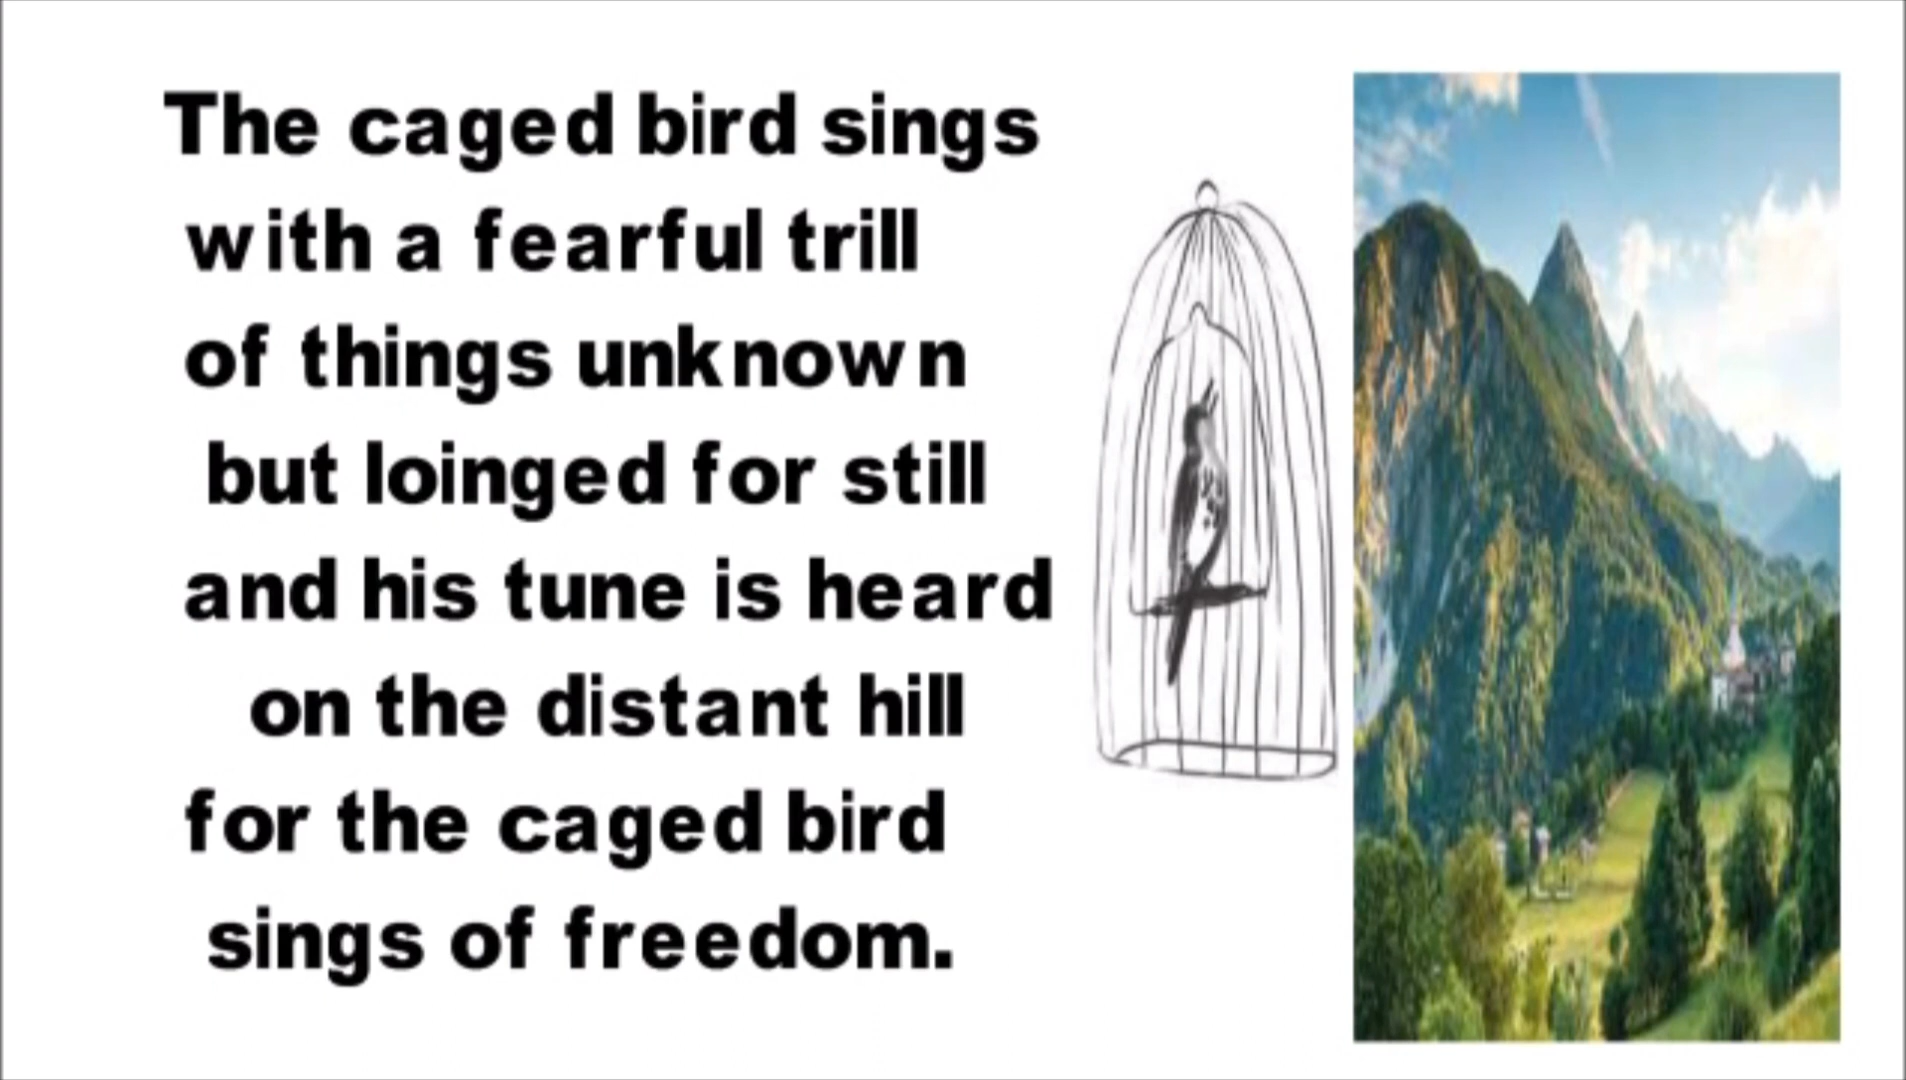 The caged bird sings
with a fearful trill
of things unknown
but loinged for still
and his tune is heard
on the distant hill
for the caged bird
sings of freedom.